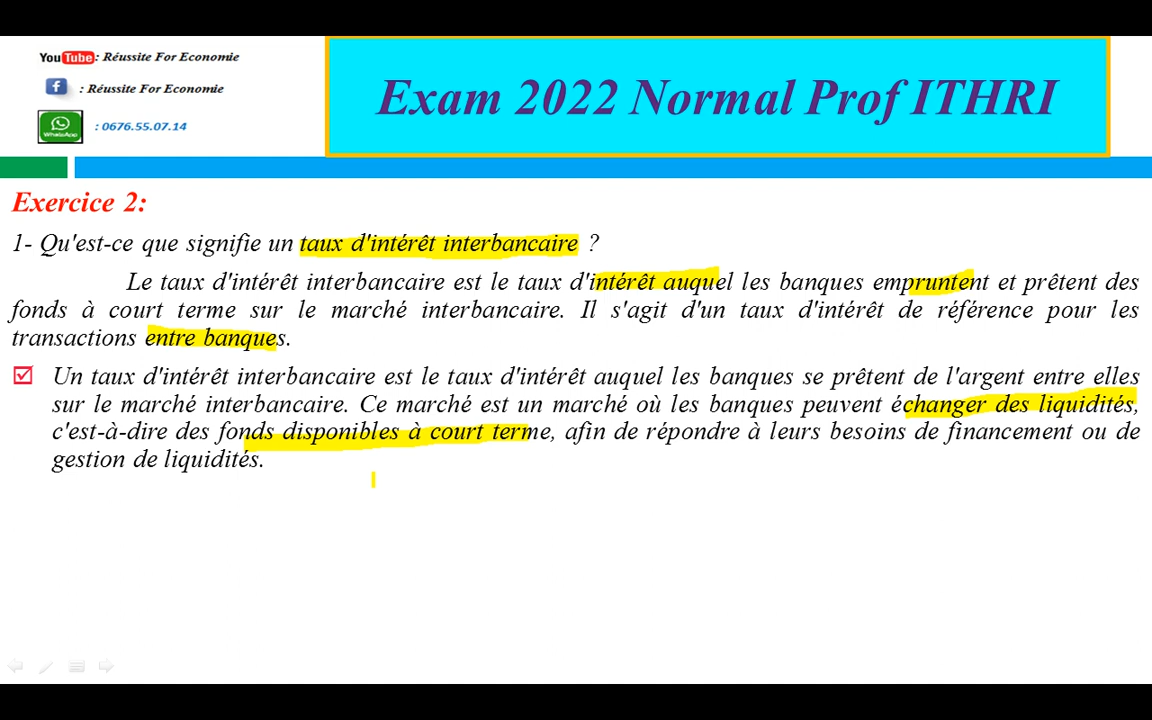 YouTube : Réussite For Economie
: Réussite For Economie
WhatsApp : 0676.55.07.14
Exam 2022 Normal Prof ITHRI
Exercice 2:
1- Qu'est-ce que signifie un taux d'intérêt interbancaire ?
Le taux d'intérêt interbancaire est le taux d'intérêt auquel les banques empruntent et prêtent des
fonds à court terme sur le marché interbancaire. Il s'agit d'un taux d'intérêt de référence pour les
transactions entre banques.
Un taux d'intérêt interbancaire est le taux d'intérêt auquel les banques se prêtent de l'argent entre elles
sur le marché interbancaire. Ce marché est un marché où les banques peuvent échanger des liquidités,
c'est-à-dire des fonds disponibles à court terme, afin de répondre à leurs besoins de financement ou de
gestion de liquidités.